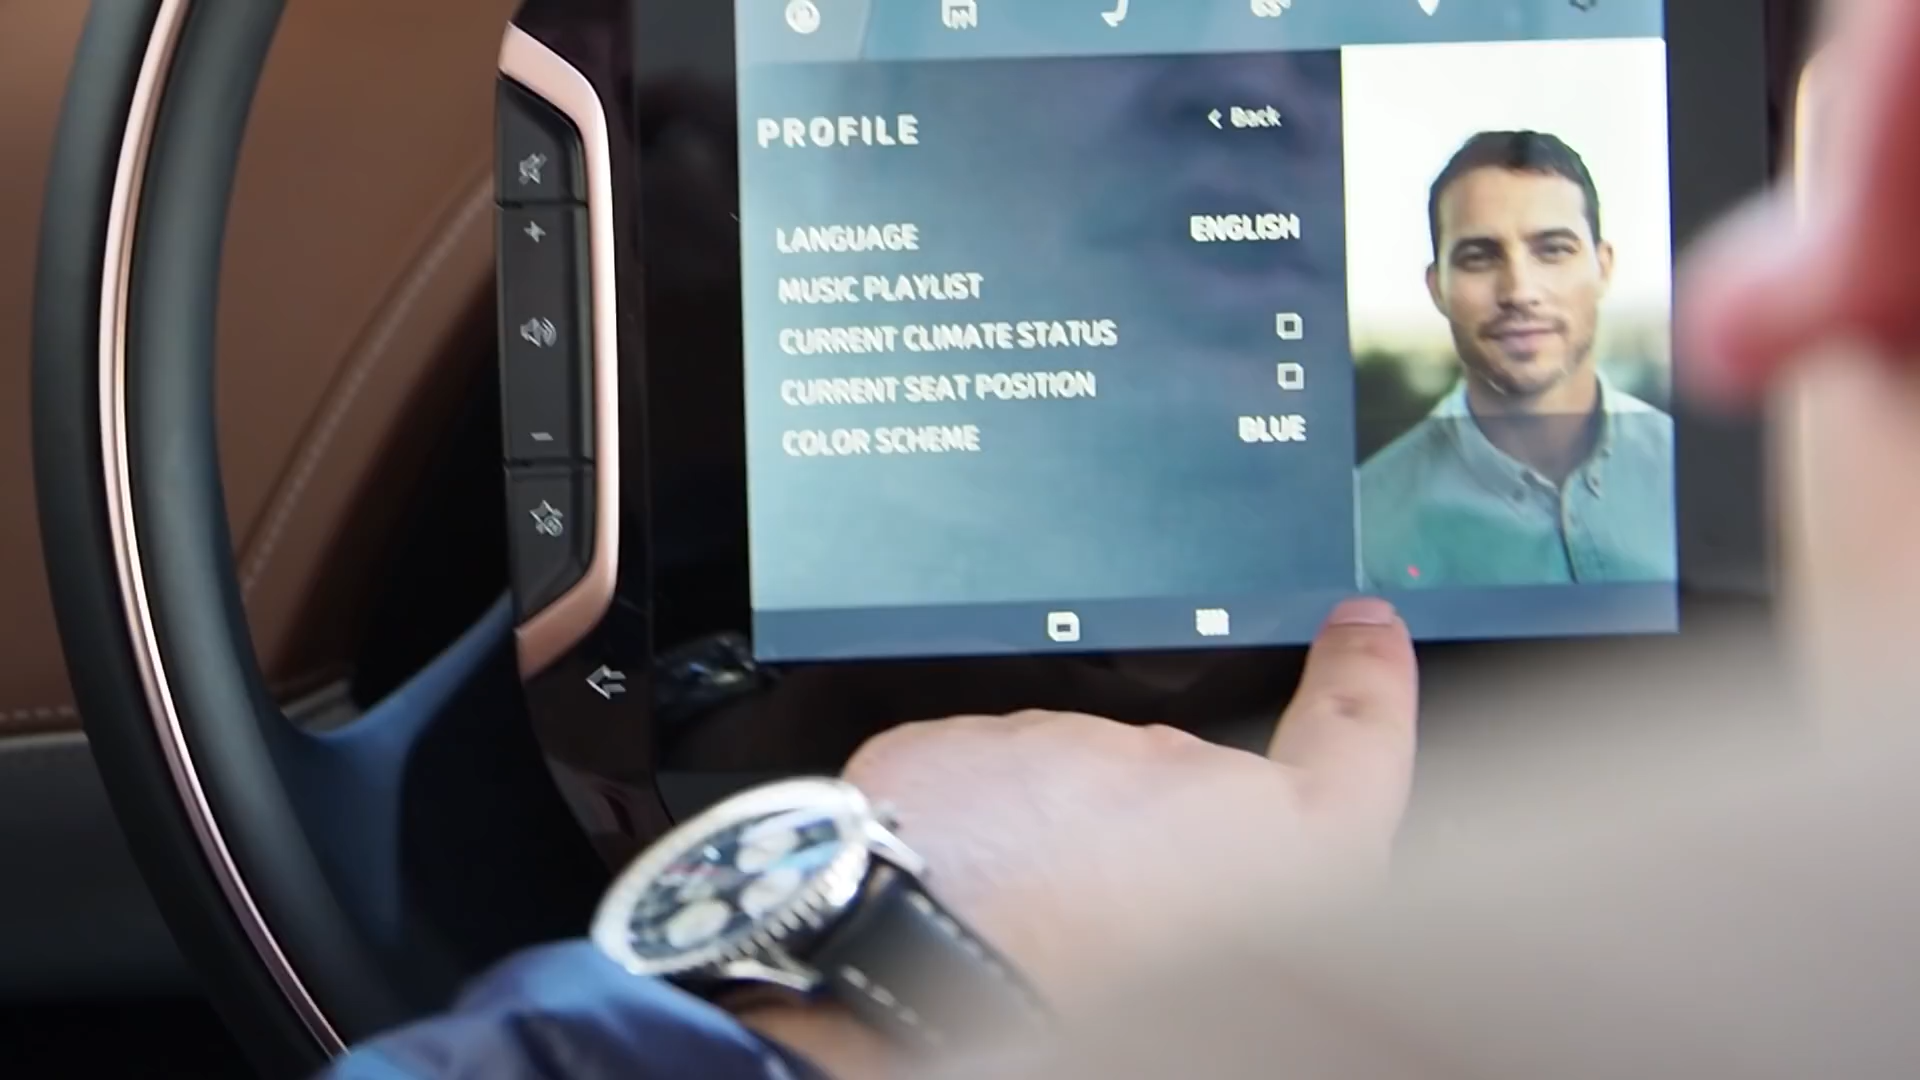 PROFILE
< Back
LANGUAGE ENGLISH
MUSIC PLAYLIST
CURRENT CLIMATE STATUS
CURRENT SEAT POSITION
COLOR SCHEME BLUE